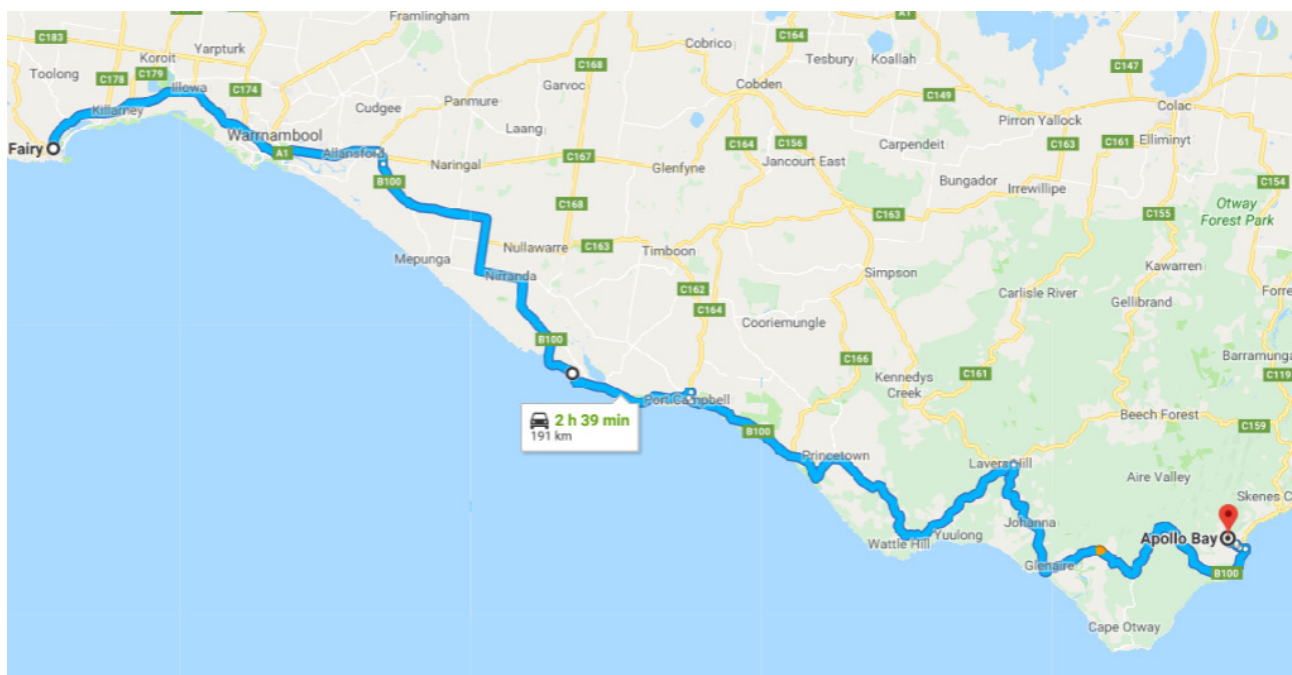 Framlingham
A1
C164
C183
Koroit
Yarpturk
Cobrico
Tesbury
Koallah
Toolong
C178
C179
C168
C147
Illowa
C174
Garvoc
Cobden
C149
Colac
Killarney
Cudgee
Panmure
Pirron Yallock
Fairy
Warrnambool
Laang
C164
C156
Carpendeit
C163
C161
Elliminyt
A1
Allansford
Naringal
C167
Glenfyne
Jancourt East
B100
Bungador
Irrewillipe
C154
C168
C163
C155
Otway
Forest Park
Nullawarre
C163
Timboon
Mepunga
Nirranda
Simpson
Kawarren
C162
Carlisle River
Gellibrand
Forre
C164
Cooriemungle
B100
C166
Barramunga
Kennedys
Creek
C161
C119
Port Campbell
2 h 39 min
191 km
Beech Forest
B100
C159
Princetown
Lavers Hill
Aire Valley
Skenes C
Johanna
Wattle Hill
Yuulong
Apollo Bay
Glenaire
B100
Cape Otway